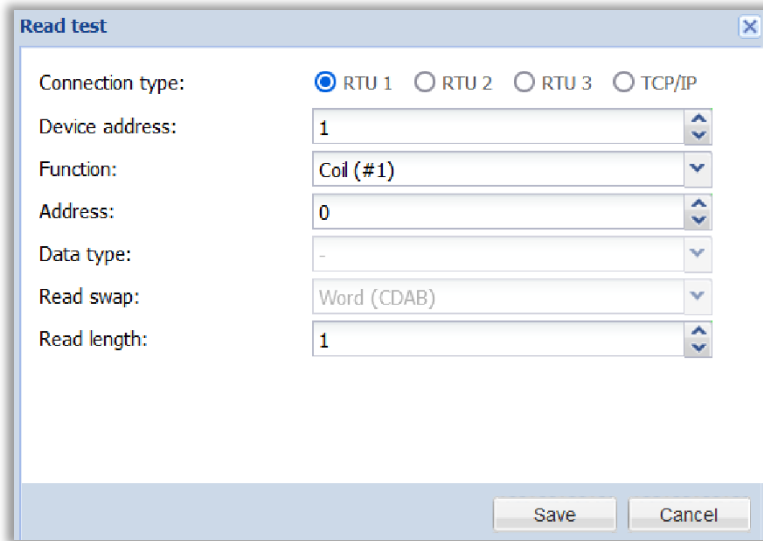 Read test
Connection type: RTU 1 RTU 2 RTU 3 TCP/IP
Device address: 1
Function: Coil (#1)
Address: 0
Data type: -
Read swap: Word (CDAB)
Read length: 1
Save Cancel